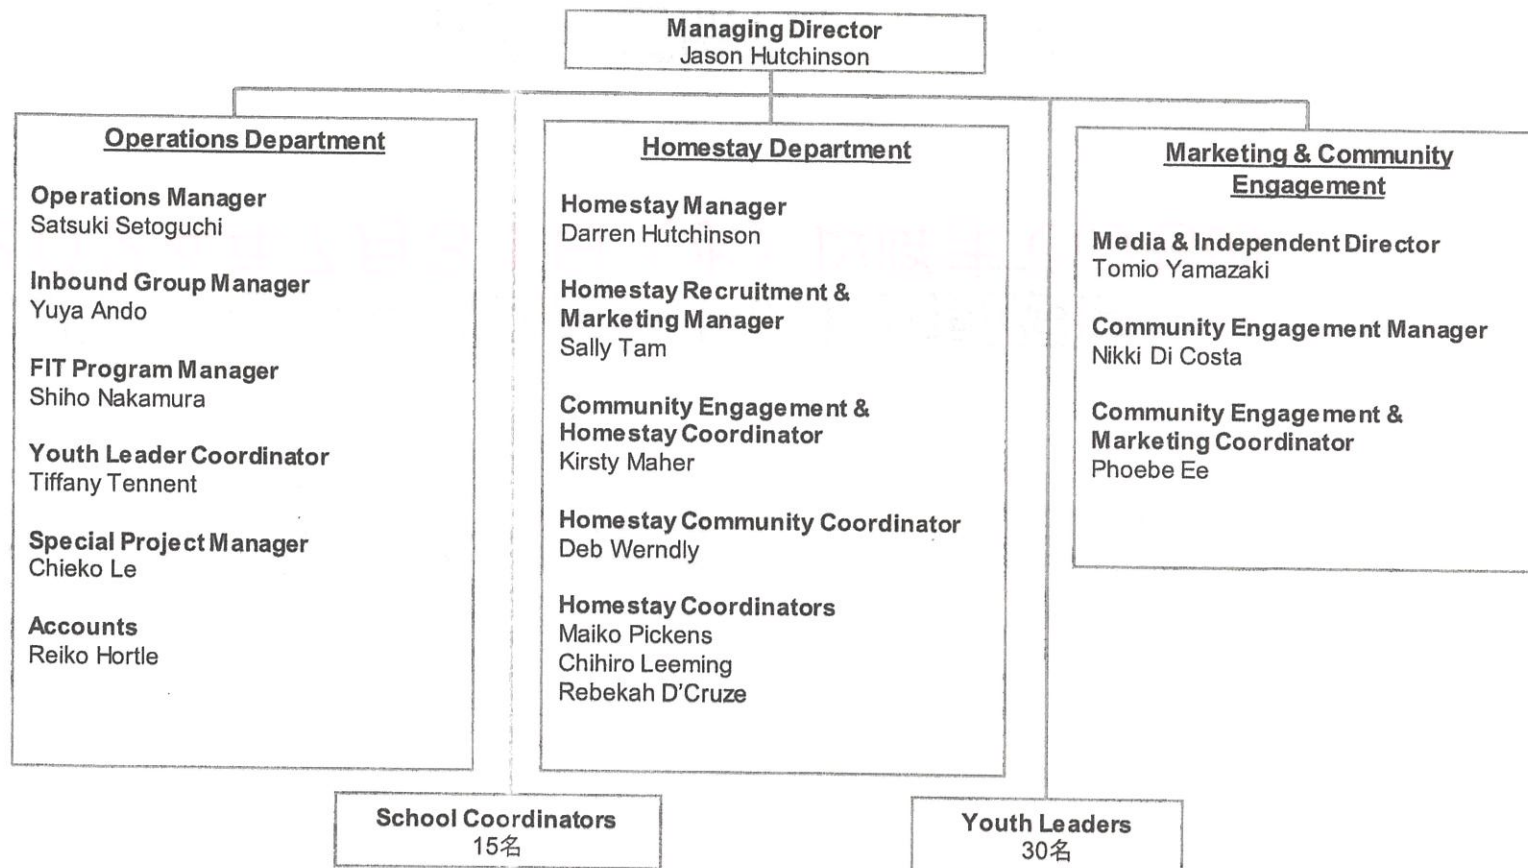 Managing Director
Jason Hutchinson
Operations Department
Operations Manager
Satsuki Setoguchi
Inbound Group Manager
Yuya Ando
FIT Program Manager
Shiho Nakamura
Youth Leader Coordinator
Tiffany Tennent
Special Project Manager
Chieko Le
Accounts
Reiko Hortle
Homestay Department
Homestay Manager
Darren Hutchinson
Homestay Recruitment &
Marketing Manager
Sally Tam
Community Engagement &
Homestay Coordinator
Kirsty Maher
Homestay Community Coordinator
Deb Werndly
Homestay Coordinators
Maiko Pickens
Chihiro Leeming
Rebekah D'Cruze
Marketing & Community
Engagement
Media & Independent Director
Tomio Yamazaki
Community Engagement Manager
Nikki Di Costa
Community Engagement &
Marketing Coordinator
Phoebe Ee
School Coordinators
15名
Youth Leaders
30名